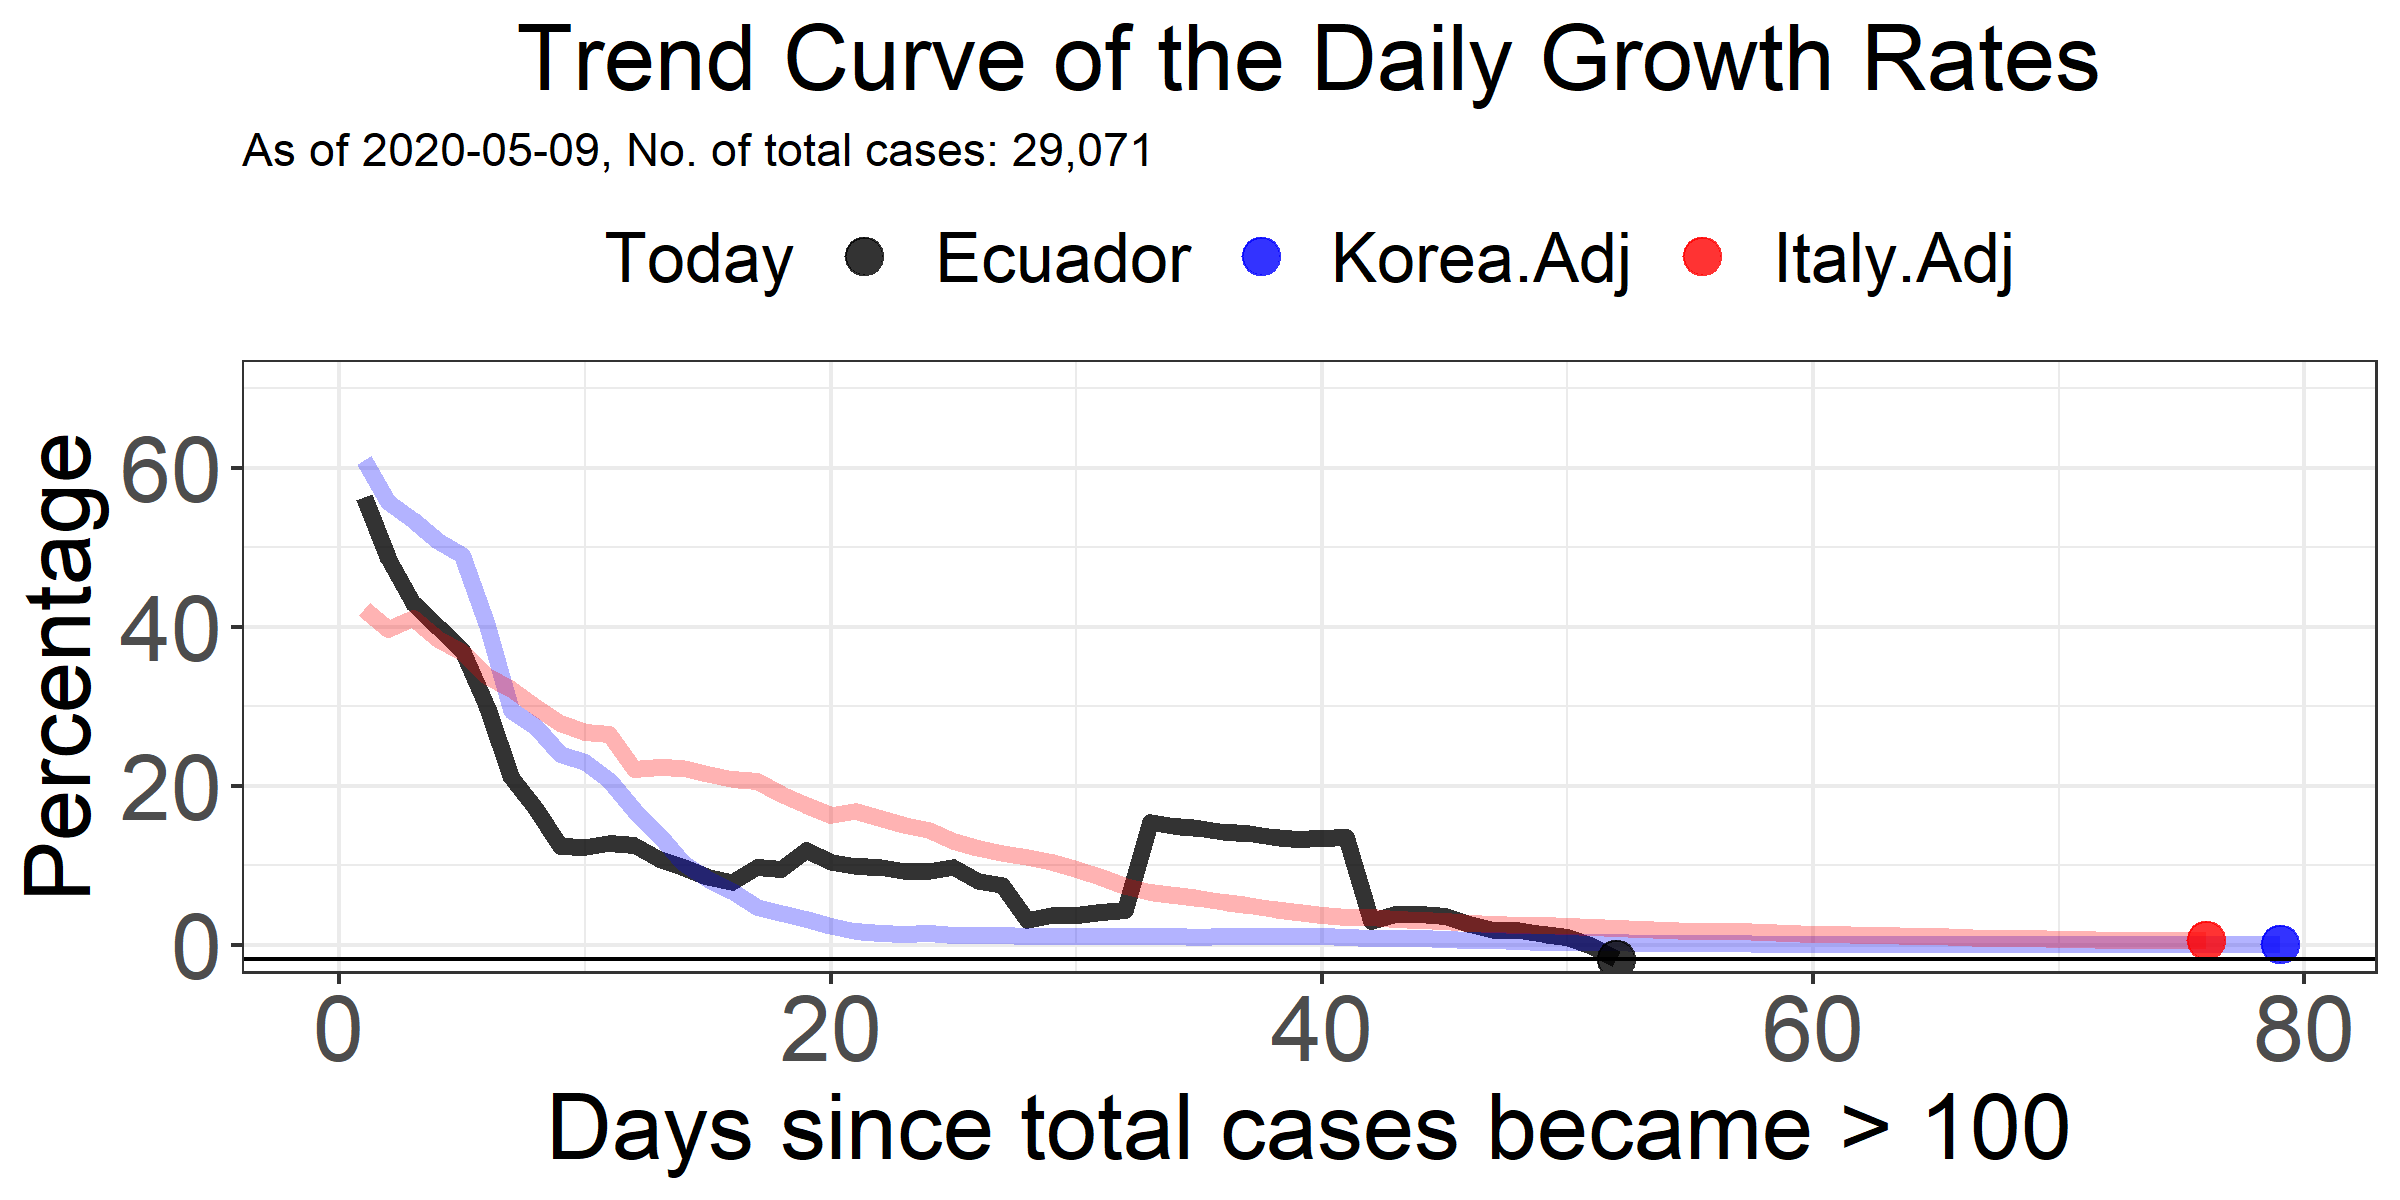 Trend Curve of the Daily Growth Rates
As of 2020-05-09, No. of total cases: 29,071
Today Ecuador Korea.Adj Italy.Adj
Percentage
60
40
20
0
0 20 40 60 80
Days since total cases became > 100